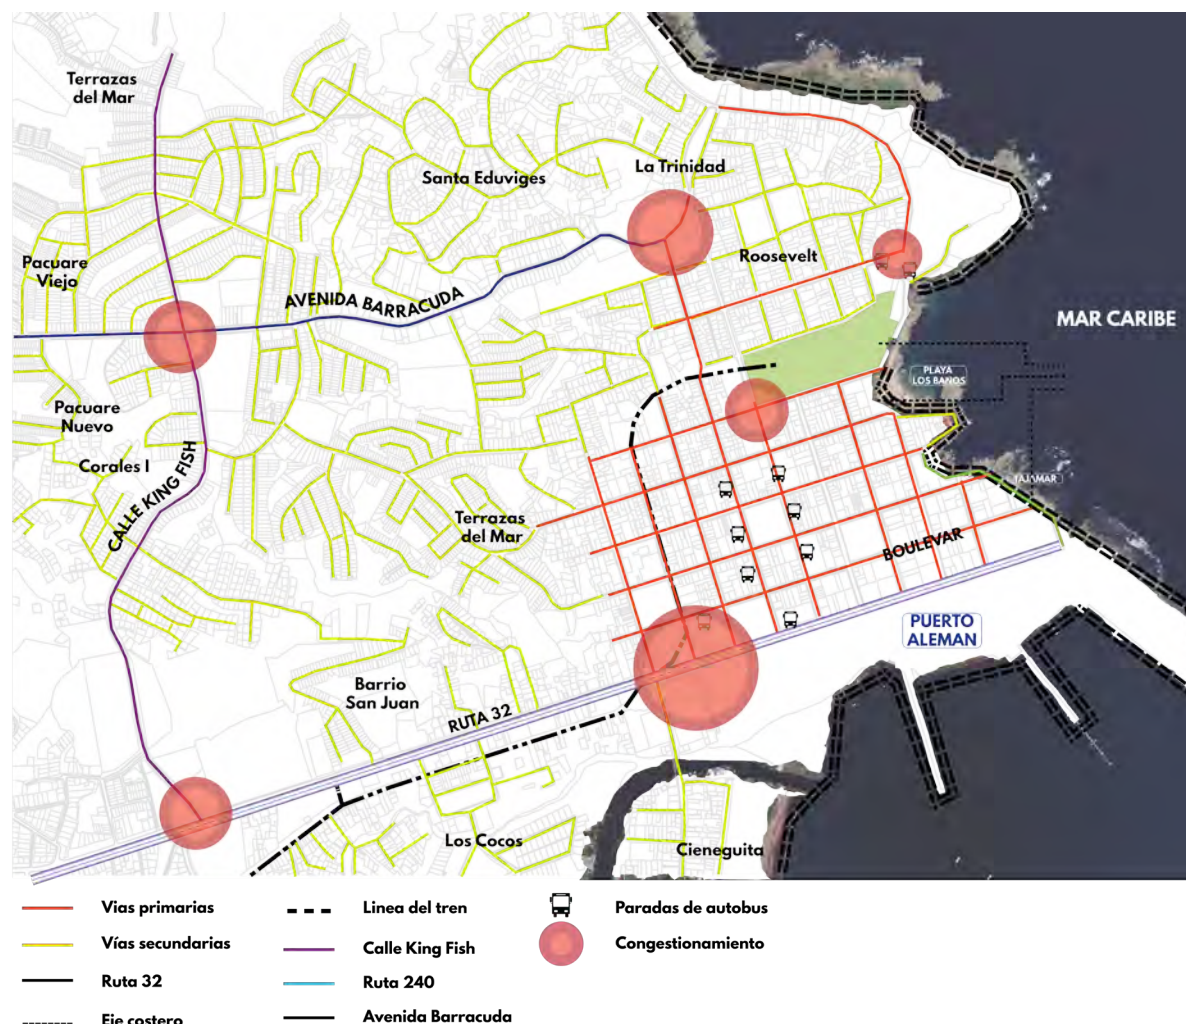 Terrazas
del Mar
La Trinidad
Santa Eduviges
Pacuare
Viejo
Roosevelt
AVENIDA BARRACUDA
MAR CARIBE
PLAYA
LOS BAÑOS
Pacuare
Nuevo
Corales I
CALLE KING FISH
TAJAMAR
Terrazas
del Mar
BOULEVAR
PUERTO
ALEMAN
Barrio
San Juan
RUTA 32
Los Cocos
Cieneguita
Vias primarias
Vías secundarias
Ruta 32
Eje costero
Linea del tren
Calle King Fish
Ruta 240
Avenida Barracuda
Paradas de autobus
Congestionamiento